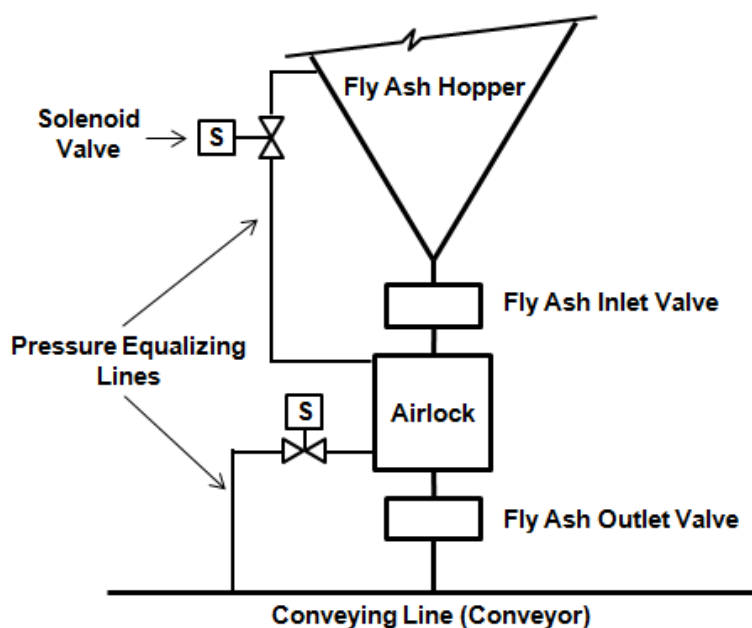 Fly Ash Hopper
Solenoid
Valve
S
Fly Ash Inlet Valve
Pressure Equalizing
Lines
S
Airlock
Fly Ash Outlet Valve
Conveying Line (Conveyor)